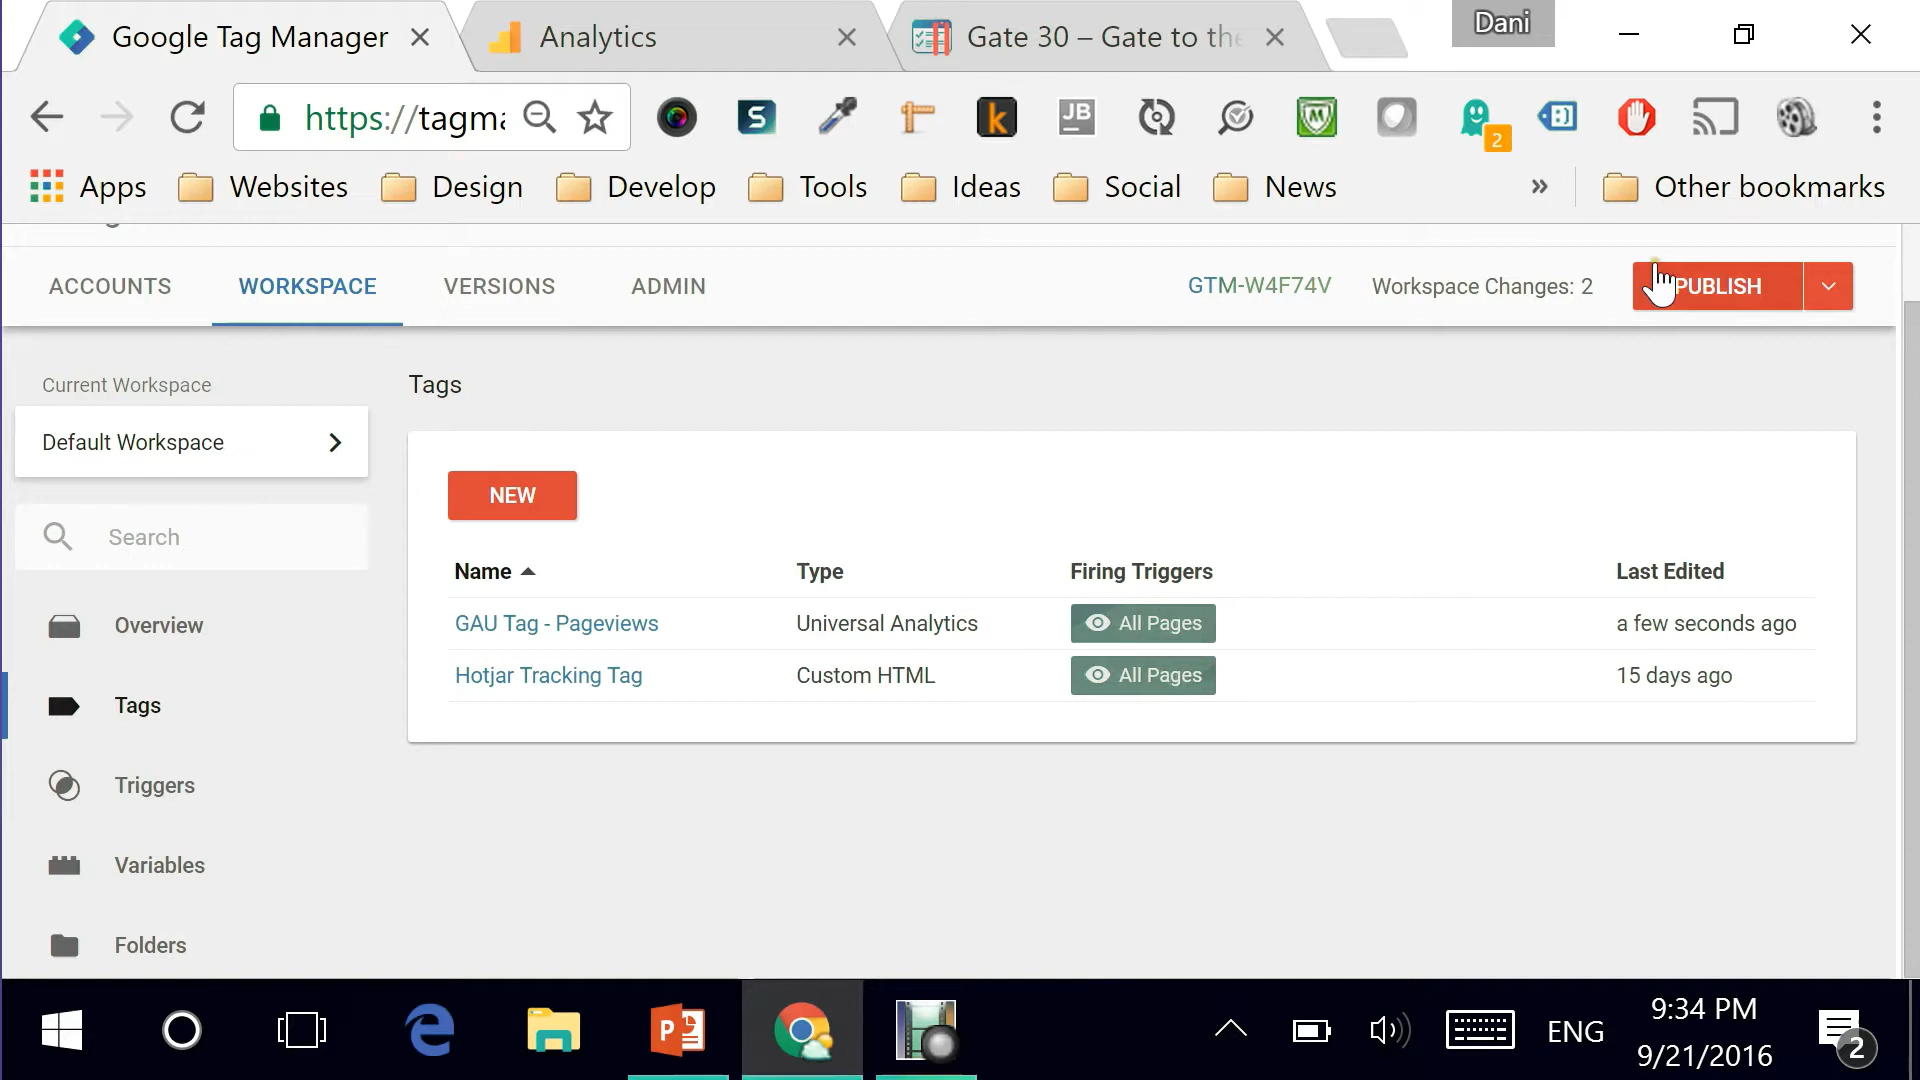 Google Tag Manager
Analytics
Gate 30 – Gate to the
Dani
https://tagma
S
k
JB
2
Apps
Websites
Design
Develop
Tools
Ideas
Social
News
»
Other bookmarks
ACCOUNTS
WORKSPACE
VERSIONS
ADMIN
GTM-W4F74V
Workspace Changes: 2
PUBLISH
Current Workspace
Default Workspace
Search
Overview
Tags
Triggers
Variables
Folders
Tags
NEW
Name
Type
Firing Triggers
Last Edited
GAU Tag - Pageviews
Universal Analytics
All Pages
a few seconds ago
Hotjar Tracking Tag
Custom HTML
All Pages
15 days ago
ENG
9:34 PM
9/21/2016
2